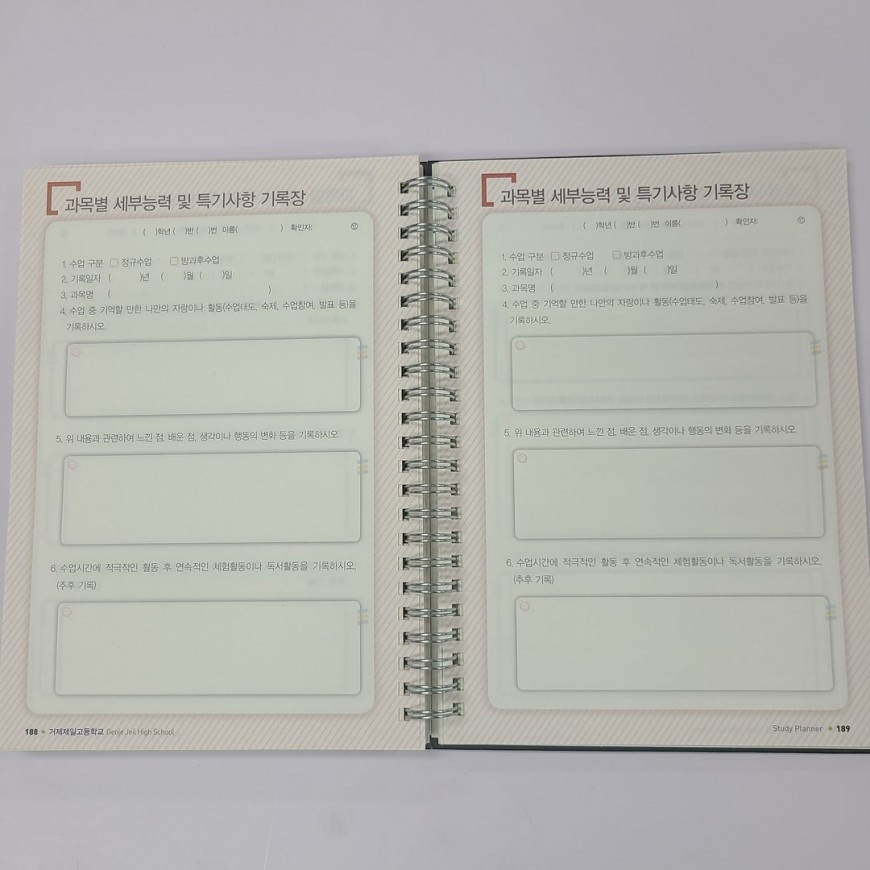 과목별 세부능력 및 특기사항 기록장
( )학년 ( )반 ( )번 이름( ) 확인자: ㊞
1. 수업 구분 □ 정규수업 □ 방과후수업
2. 기록일자 ( )년 ( )월 ( )일
3. 과목명 ( )
4. 수업 중 기억할 만한 나만의 자랑이나 활동(수업태도, 숙제, 수업참여, 발표 등)을
기록하시오.
5. 위 내용과 관련하여 느낀 점, 배운 점, 생각이나 행동의 변화 등을 기록하시오
6. 수업시간에 적극적인 활동 후 연속적인 체험활동이나 독서활동을 기록하시오.
(추후 기록)
188 거제제일고등학교 Geoje Jeil High School
과목별 세부능력 및 특기사항 기록장
( )학년 ( )반 ( )번 이름( ) 확인자: ㊞
1. 수업 구분 □ 정규수업 □ 방과후수업
2. 기록일자 ( )년 ( )월 ( )일
3. 과목명 ( )
4. 수업 중 기억할 만한 나만의 자랑이나 활동(수업태도, 숙제, 수업참여, 발표 등)을
기록하시오.
5. 위 내용과 관련하여 느낀 점, 배운 점, 생각이나 행동의 변화 등을 기록하시오
6. 수업시간에 적극적인 활동 후 연속적인 체험활동이나 독서활동을 기록하시오.
(추후 기록)
Study Planner 189